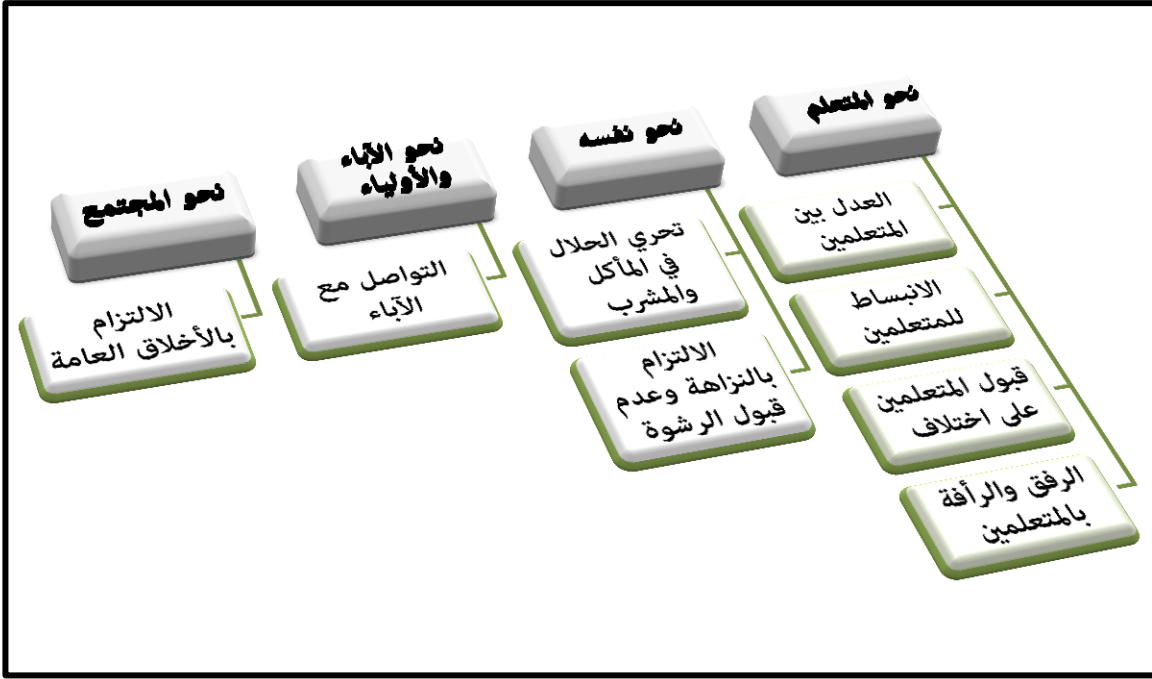 نحو المتعلم
العدل بين
المتعلمين
الانبساط
للمتعلمين
قبول المتعلمين
على اختلاف
الرفق والرأفة
بالمتعلمين
نحو نفسه
تحري الحلال
في المأكل
والمشرب
الالتزام
بالنزاهة وعدم
قبول الرشوة
نحو الآباء
والأولياء
التواصل مع
الآباء
نحو المجتمع
الالتزام
بالأخلاق العامة